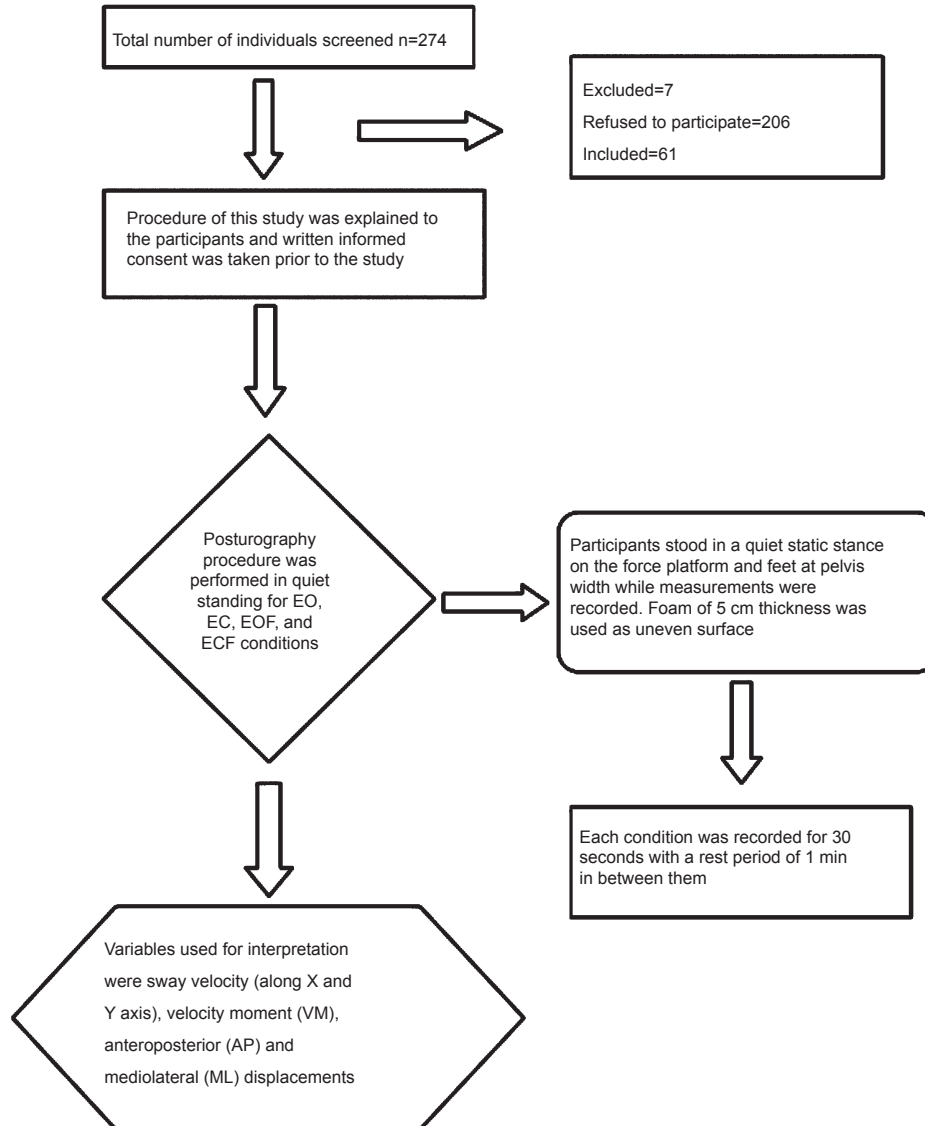 Total number of individuals screened n=274
Excluded=7
Refused to participate=206
Included=61
Procedure of this study was explained to
the participants and written informed
consent was taken prior to the study
Posturography
procedure was
performed in quiet
standing for EO,
EC, EOF, and
ECF conditions
Participants stood in a quiet static stance
on the force platform and feet at pelvis
width while measurements were
recorded. Foam of 5 cm thickness was
used as uneven surface
Each condition was recorded for 30
seconds with a rest period of 1 min
in between them
Variables used for interpretation
were sway velocity (along X and
Y axis), velocity moment (VM),
anteroposterior (AP) and
mediolateral (ML) displacements